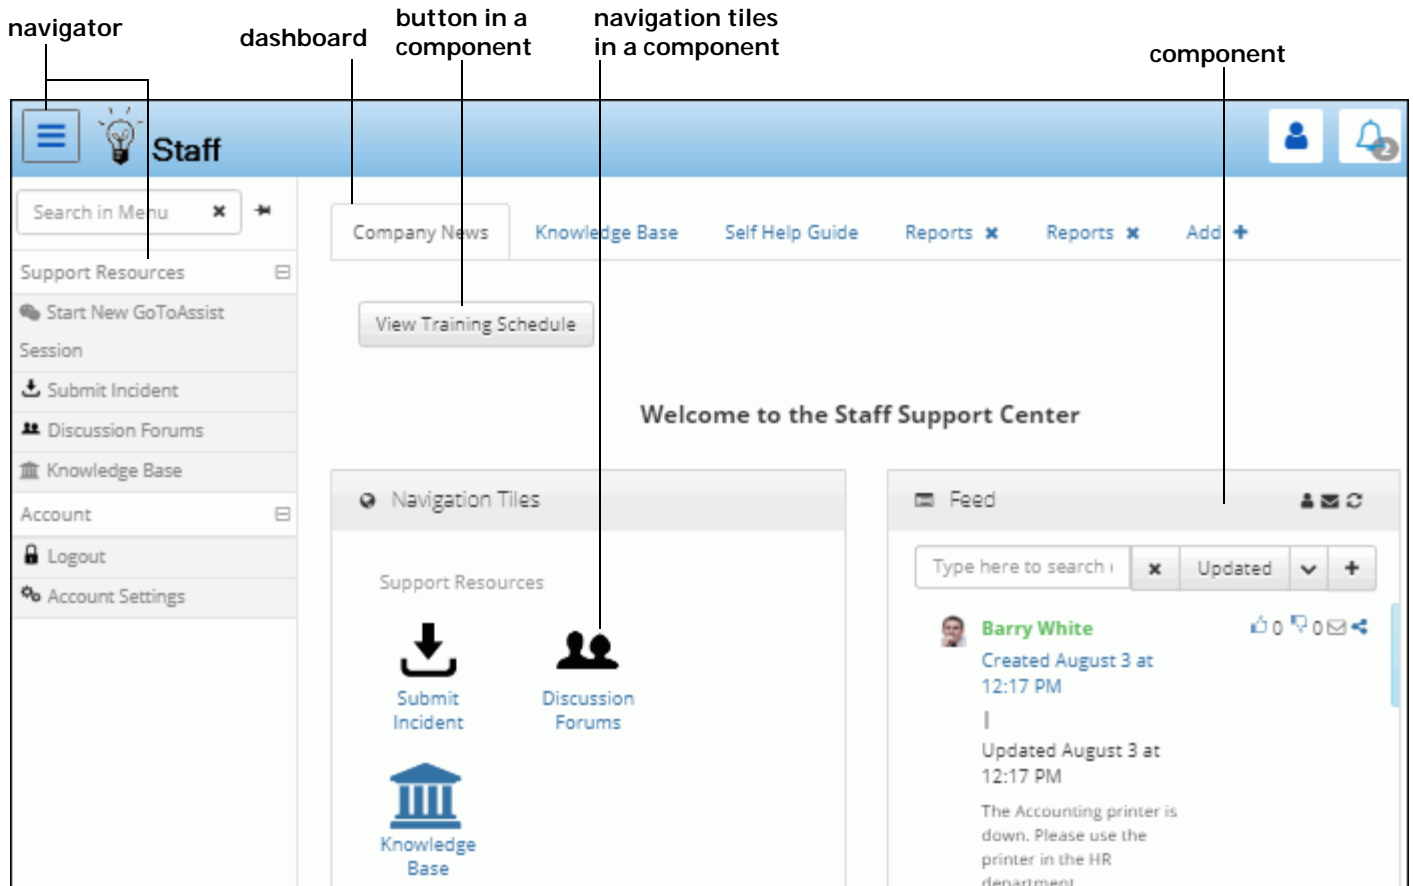 navigator
dashboard
button in a
component
navigation tiles
in a component
component
Staff
2
Search in Menu
Support Resources
Start New GoToAssist
Session
Submit Incident
Discussion Forums
Knowledge Base
Account
Logout
Account Settings
Company News Knowledge Base Self Help Guide Reports Reports Add
View Training Schedule
Welcome to the Staff Support Center
Navigation Tiles
Support Resources
Submit
Incident
Discussion
Forums
Knowledge
Base
Feed
Type here to search
Updated
Barry White
0 0
Created August 3 at
12:17 PM
|
Updated August 3 at
12:17 PM
The Accounting printer is
down. Please use the
printer in the HR
department